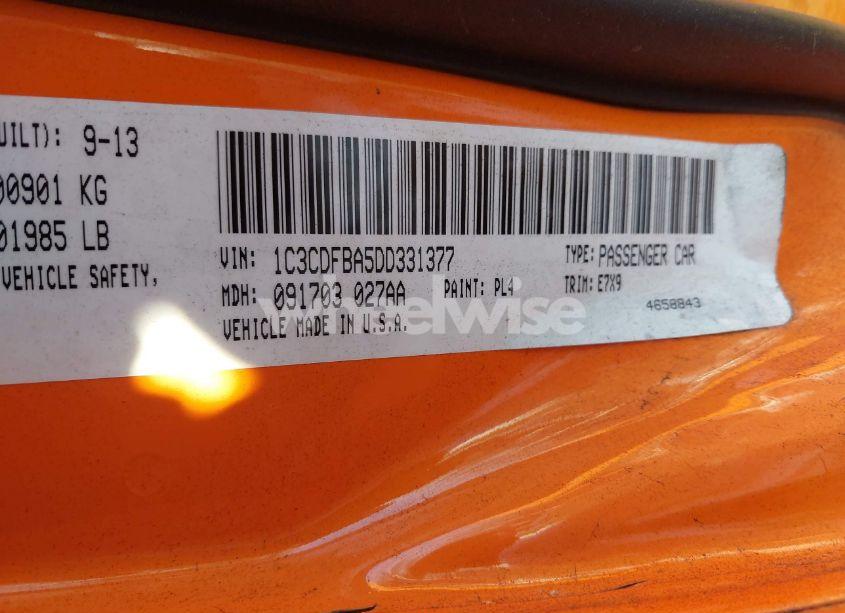 UILT): 9-13
00901 KG
01985 LB
VEHICLE SAFETY,
VIN: 1C3CDFBA5DD331377 TYPE: PASSENGER CAR
MDH: 091703 027AA PAINT: PL4 TRIM: E7X9
VEHICLE MADE IN U.S.A. 4658843
wheelwise